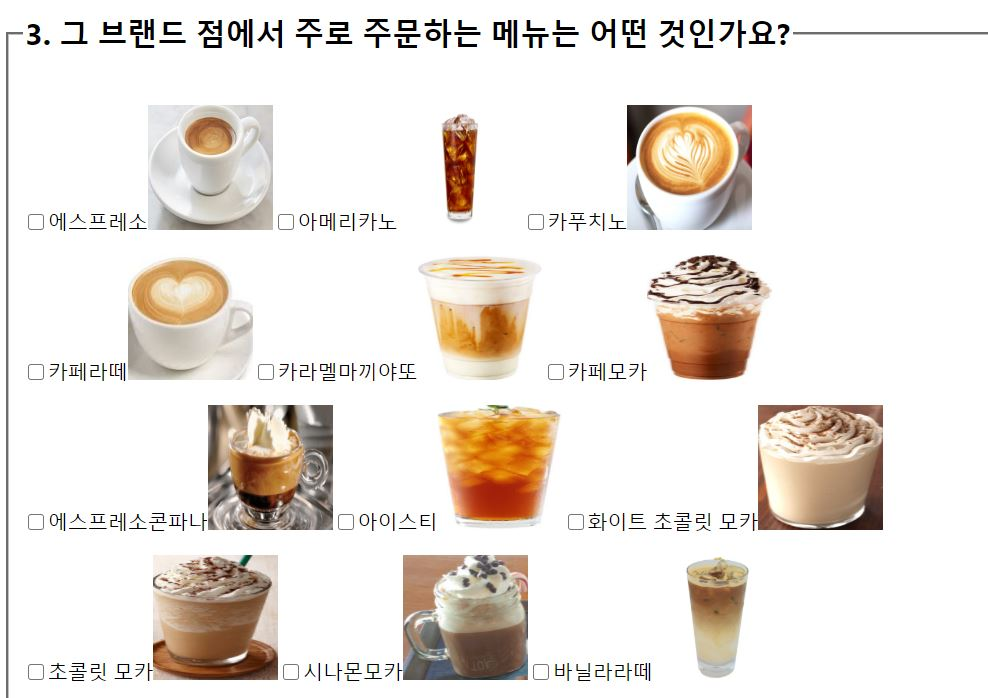 3. 그 브랜드 점에서 주로 주문하는 메뉴는 어떤 것인가요?
에스프레소 아메리카노 카푸치노
카페라떼 카라멜마끼야또 카페모카
에스프레소콘파나 아이스티 화이트 초콜릿 모카
초콜릿 모카 시나몬모카 바닐라라떼